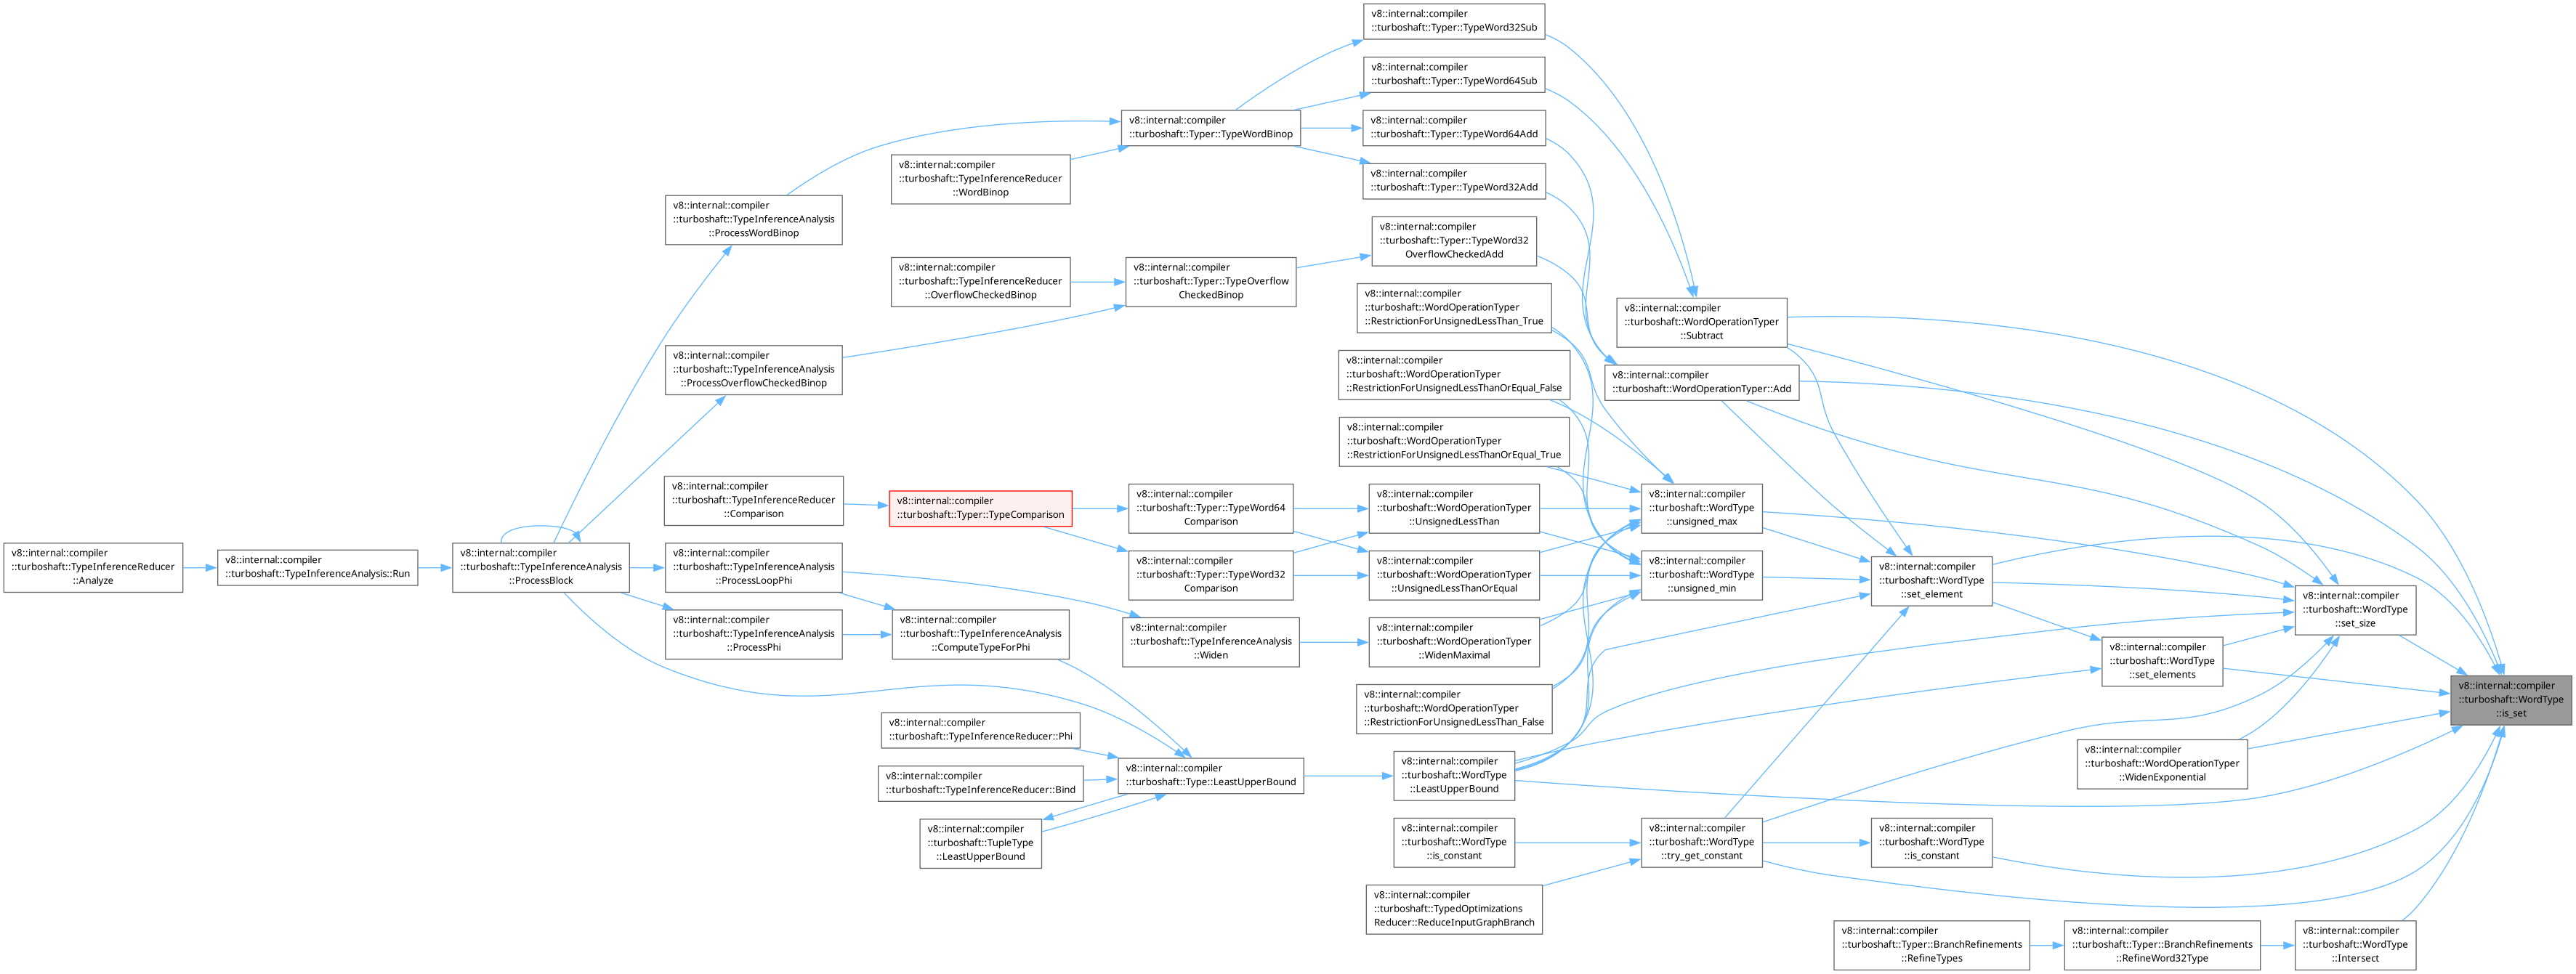 v8::internal::compiler
::turboshaft::Typer::TypeWord32Sub
v8::internal::compiler
::turboshaft::Typer::TypeWord64Sub
v8::internal::compiler
::turboshaft::Typer::TypeWordBinop
v8::internal::compiler
::turboshaft::Typer::TypeWord64Add
v8::internal::compiler
::turboshaft::TypeInferenceReducer
::WordBinop
v8::internal::compiler
::turboshaft::Typer::TypeWord32Add
v8::internal::compiler
::turboshaft::TypeInferenceAnalysis
::ProcessWordBinop
v8::internal::compiler
::turboshaft::Typer::TypeWord32
OverflowCheckedAdd
v8::internal::compiler
::turboshaft::TypeInferenceReducer
::OverflowCheckedBinop
v8::internal::compiler
::turboshaft::Typer::TypeOverflow
CheckedBinop
v8::internal::compiler
::turboshaft::WordOperationTyper
::RestrictionForUnsignedLessThan_True
v8::internal::compiler
::turboshaft::WordOperationTyper
::Subtract
v8::internal::compiler
::turboshaft::TypeInferenceAnalysis
::ProcessOverflowCheckedBinop
v8::internal::compiler
::turboshaft::WordOperationTyper
::RestrictionForUnsignedLessThanOrEqual_False
v8::internal::compiler
::turboshaft::WordOperationTyper::Add
v8::internal::compiler
::turboshaft::WordOperationTyper
::RestrictionForUnsignedLessThanOrEqual_True
v8::internal::compiler
::turboshaft::TypeInferenceReducer
::Comparison
v8::internal::compiler
::turboshaft::Typer::TypeComparison
v8::internal::compiler
::turboshaft::Typer::TypeWord64
Comparison
v8::internal::compiler
::turboshaft::WordOperationTyper
::UnsignedLessThan
v8::internal::compiler
::turboshaft::WordType
::unsigned_max
v8::internal::compiler
::turboshaft::TypeInferenceReducer
::Analyze
v8::internal::compiler
::turboshaft::TypeInferenceAnalysis::Run
v8::internal::compiler
::turboshaft::TypeInferenceAnalysis
::ProcessBlock
v8::internal::compiler
::turboshaft::TypeInferenceAnalysis
::ProcessLoopPhi
v8::internal::compiler
::turboshaft::Typer::TypeWord32
Comparison
v8::internal::compiler
::turboshaft::WordOperationTyper
::UnsignedLessThanOrEqual
v8::internal::compiler
::turboshaft::WordType
::unsigned_min
v8::internal::compiler
::turboshaft::WordType
::set_element
v8::internal::compiler
::turboshaft::WordType
::set_size
v8::internal::compiler
::turboshaft::TypeInferenceAnalysis
::ProcessPhi
v8::internal::compiler
::turboshaft::TypeInferenceAnalysis
::ComputeTypeForPhi
v8::internal::compiler
::turboshaft::TypeInferenceAnalysis
::Widen
v8::internal::compiler
::turboshaft::WordOperationTyper
::WidenMaximal
v8::internal::compiler
::turboshaft::WordType
::set_elements
v8::internal::compiler
::turboshaft::WordType
::is_set
v8::internal::compiler
::turboshaft::WordOperationTyper
::RestrictionForUnsignedLessThan_False
v8::internal::compiler
::turboshaft::TypeInferenceReducer::Phi
v8::internal::compiler
::turboshaft::WordOperationTyper
::WidenExponential
v8::internal::compiler
::turboshaft::TypeInferenceReducer::Bind
v8::internal::compiler
::turboshaft::Type::LeastUpperBound
v8::internal::compiler
::turboshaft::WordType
::LeastUpperBound
v8::internal::compiler
::turboshaft::TupleType
::LeastUpperBound
v8::internal::compiler
::turboshaft::WordType
::is_constant
v8::internal::compiler
::turboshaft::WordType
::try_get_constant
v8::internal::compiler
::turboshaft::WordType
::is_constant
v8::internal::compiler
::turboshaft::TypedOptimizations
Reducer::ReduceInputGraphBranch
v8::internal::compiler
::turboshaft::Typer::BranchRefinements
::RefineTypes
v8::internal::compiler
::turboshaft::Typer::BranchRefinements
::RefineWord32Type
v8::internal::compiler
::turboshaft::WordType
::Intersect